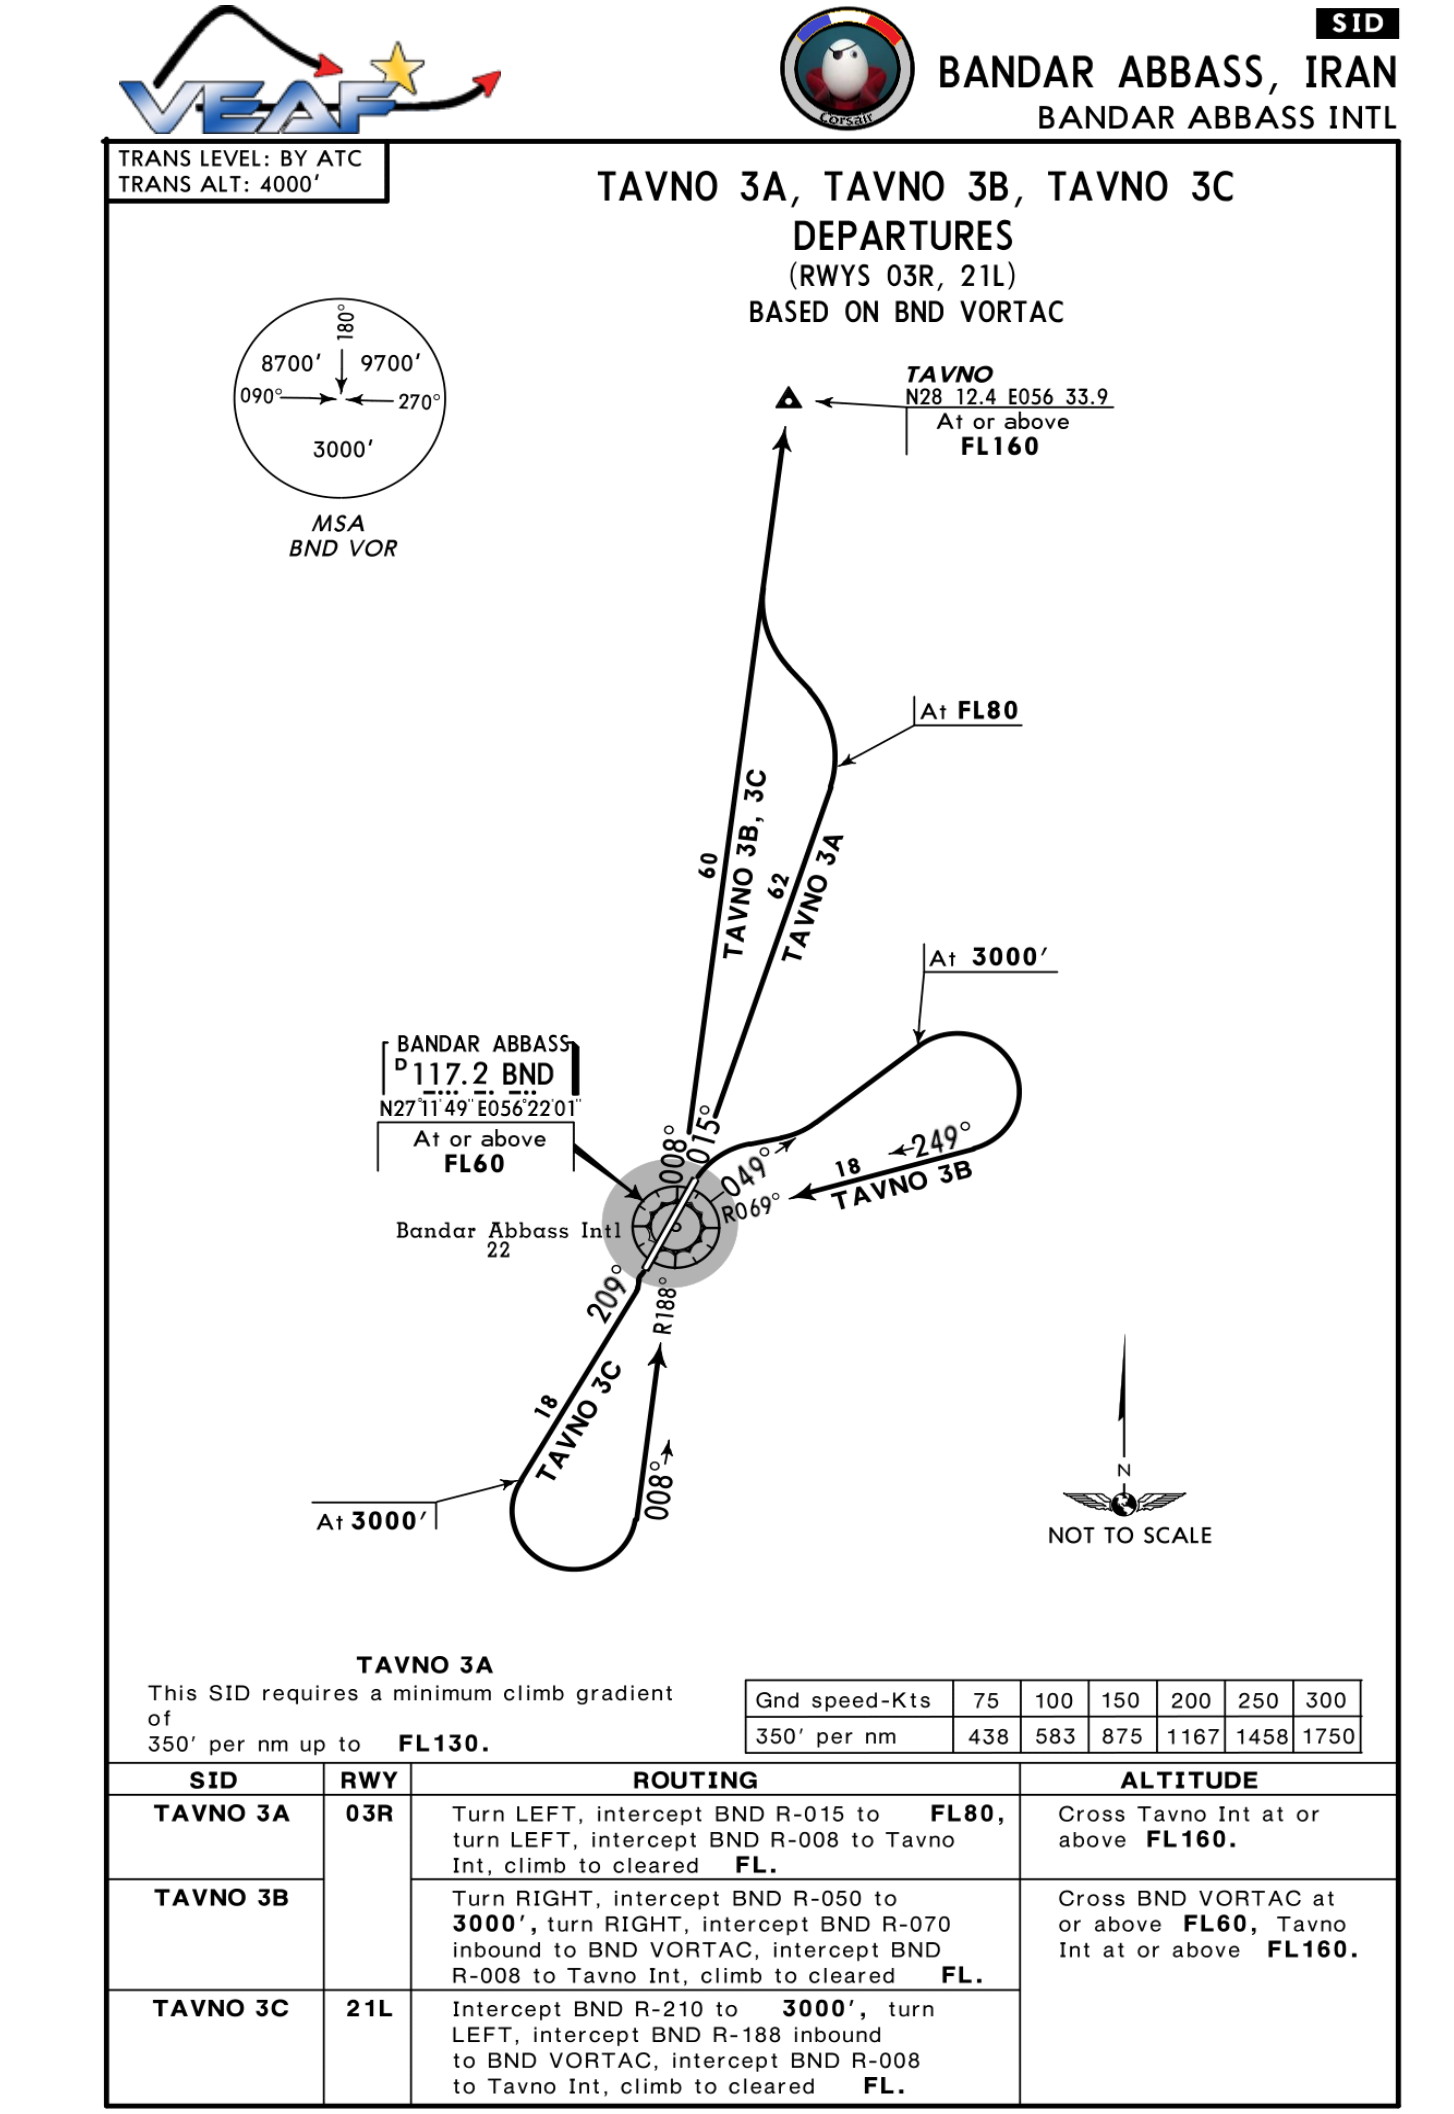 VEAF
Corsair
SID
BANDAR ABBASS, IRAN
BANDAR ABBASS INTL
TRANS LEVEL: BY ATC
TRANS ALT: 4000'
TAVNO 3A, TAVNO 3B, TAVNO 3C
DEPARTURES
(RWYS 03R, 21L)
BASED ON BND VORTAC
180°
8700' 9700'
090° 270°
3000'
MSA
BND VOR
TAVNO
N28 12.4 E056 33.9
At or above
FL160
At FL80
60
TAVNO 3B, 3C
62
TAVNO 3A
At 3000'
BANDAR ABBASS
D 117.2 BND
N27°11'49" E056°22'01"
At or above
FL60
008°
015°
049°
R069°
249°
18
TAVNO 3B
Bandar Abbass Intl
22
209°
R188°
18
TAVNO 3C
008°
At 3000'
N
NOT TO SCALE
TAVNO 3A
This SID requires a minimum climb gradient
of
350' per nm up to FL130.
Gnd speed-Kts 75 100 150 200 250 300
350' per nm 438 583 875 1167 1458 1750
SID RWY ROUTING ALTITUDE
TAVNO 3A 03R Turn LEFT, intercept BND R-015 to FL80, Cross Tavno Int at or
turn LEFT, intercept BND R-008 to Tavno above FL160.
Int, climb to cleared FL.
TAVNO 3B Turn RIGHT, intercept BND R-050 to Cross BND VORTAC at
3000', turn RIGHT, intercept BND R-070 or above FL60, Tavno
inbound to BND VORTAC, intercept BND Int at or above FL160.
R-008 to Tavno Int, climb to cleared FL.
TAVNO 3C 21L Intercept BND R-210 to 3000', turn
LEFT, intercept BND R-188 inbound
to BND VORTAC, intercept BND R-008
to Tavno Int, climb to cleared FL.